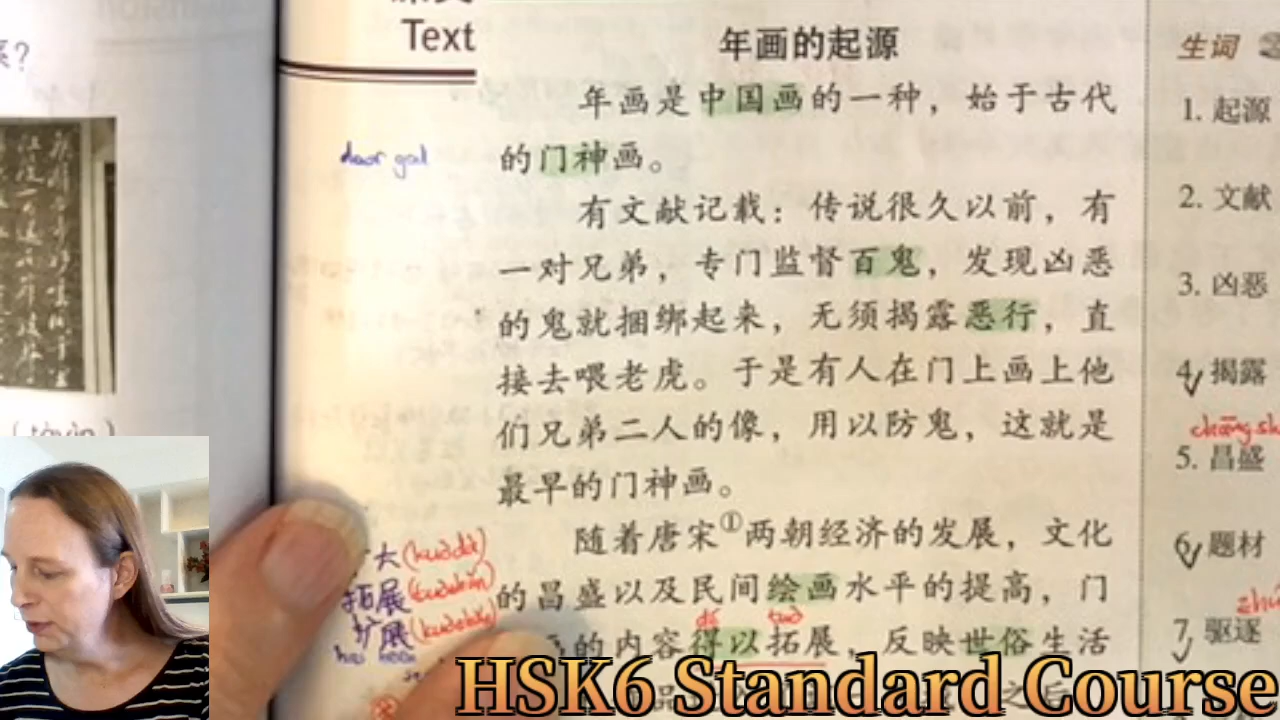 Text
年画的起源
年画是中国画的一种，始于古代
的门神画。
有文献记载：传说很久以前，有
一对兄弟，专门监督百鬼，发现凶恶
的鬼就捆绑起来，无须揭露恶行，直
接去喂老虎。于是有人在门上画上他
们兄弟二人的像，用以防鬼，这就是
最早的门神画。
随着唐宋①两朝经济的发展，文化
的昌盛以及民间绘画水平的提高，门
画的内容得以拓展，反映世俗生活
品
之后
生词
1. 起源
2. 文献
3. 凶恶
4. 揭露
5. 昌盛
6. 题材
7. 驱逐
door god
大(kuòdà)
拓展
扩展
HSK6 Standard Course